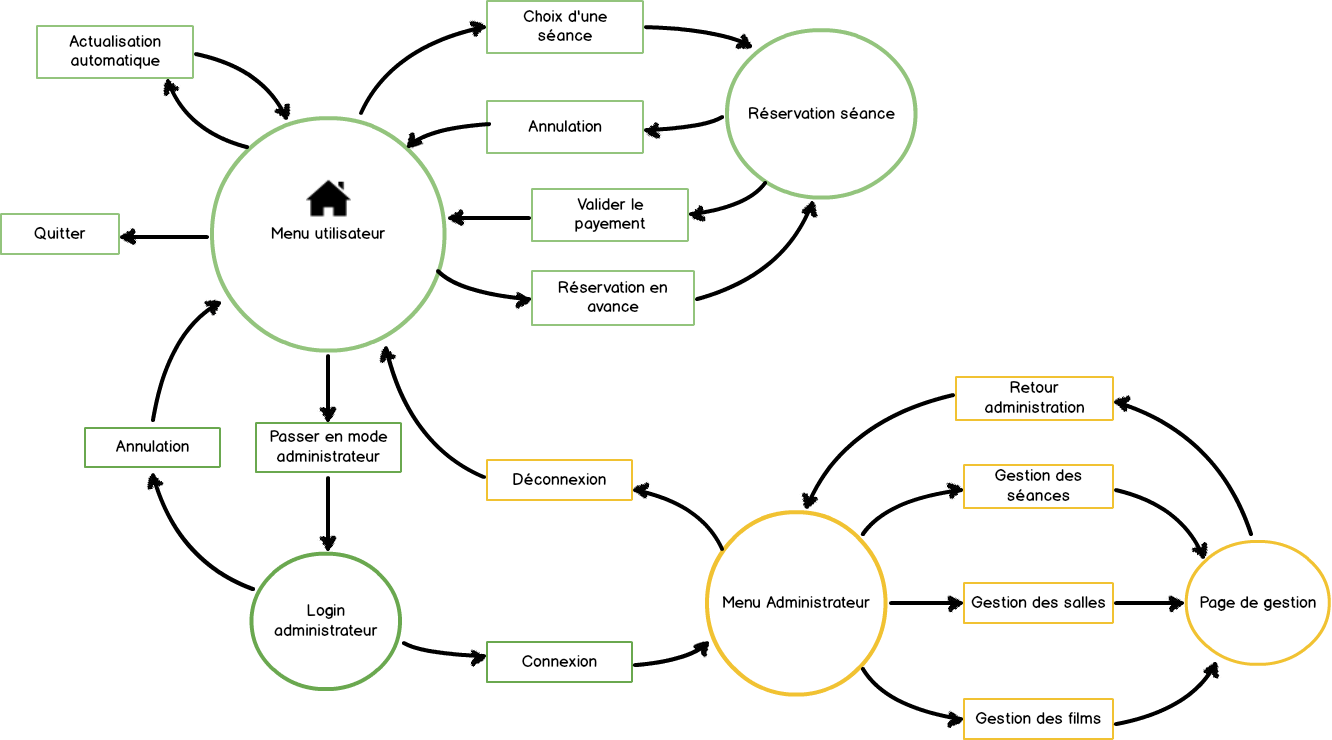 Choix d'une
séance
Actualisation
automatique
Réservation séance
Annulation
Valider le
payement
Quitter
Menu utilisateur
Réservation en
avance
Retour
administration
Annulation
Passer en mode
administrateur
Déconnexion
Gestion des
séances
Menu Administrateur
Gestion des salles
Page de gestion
Login
administrateur
Connexion
Gestion des films